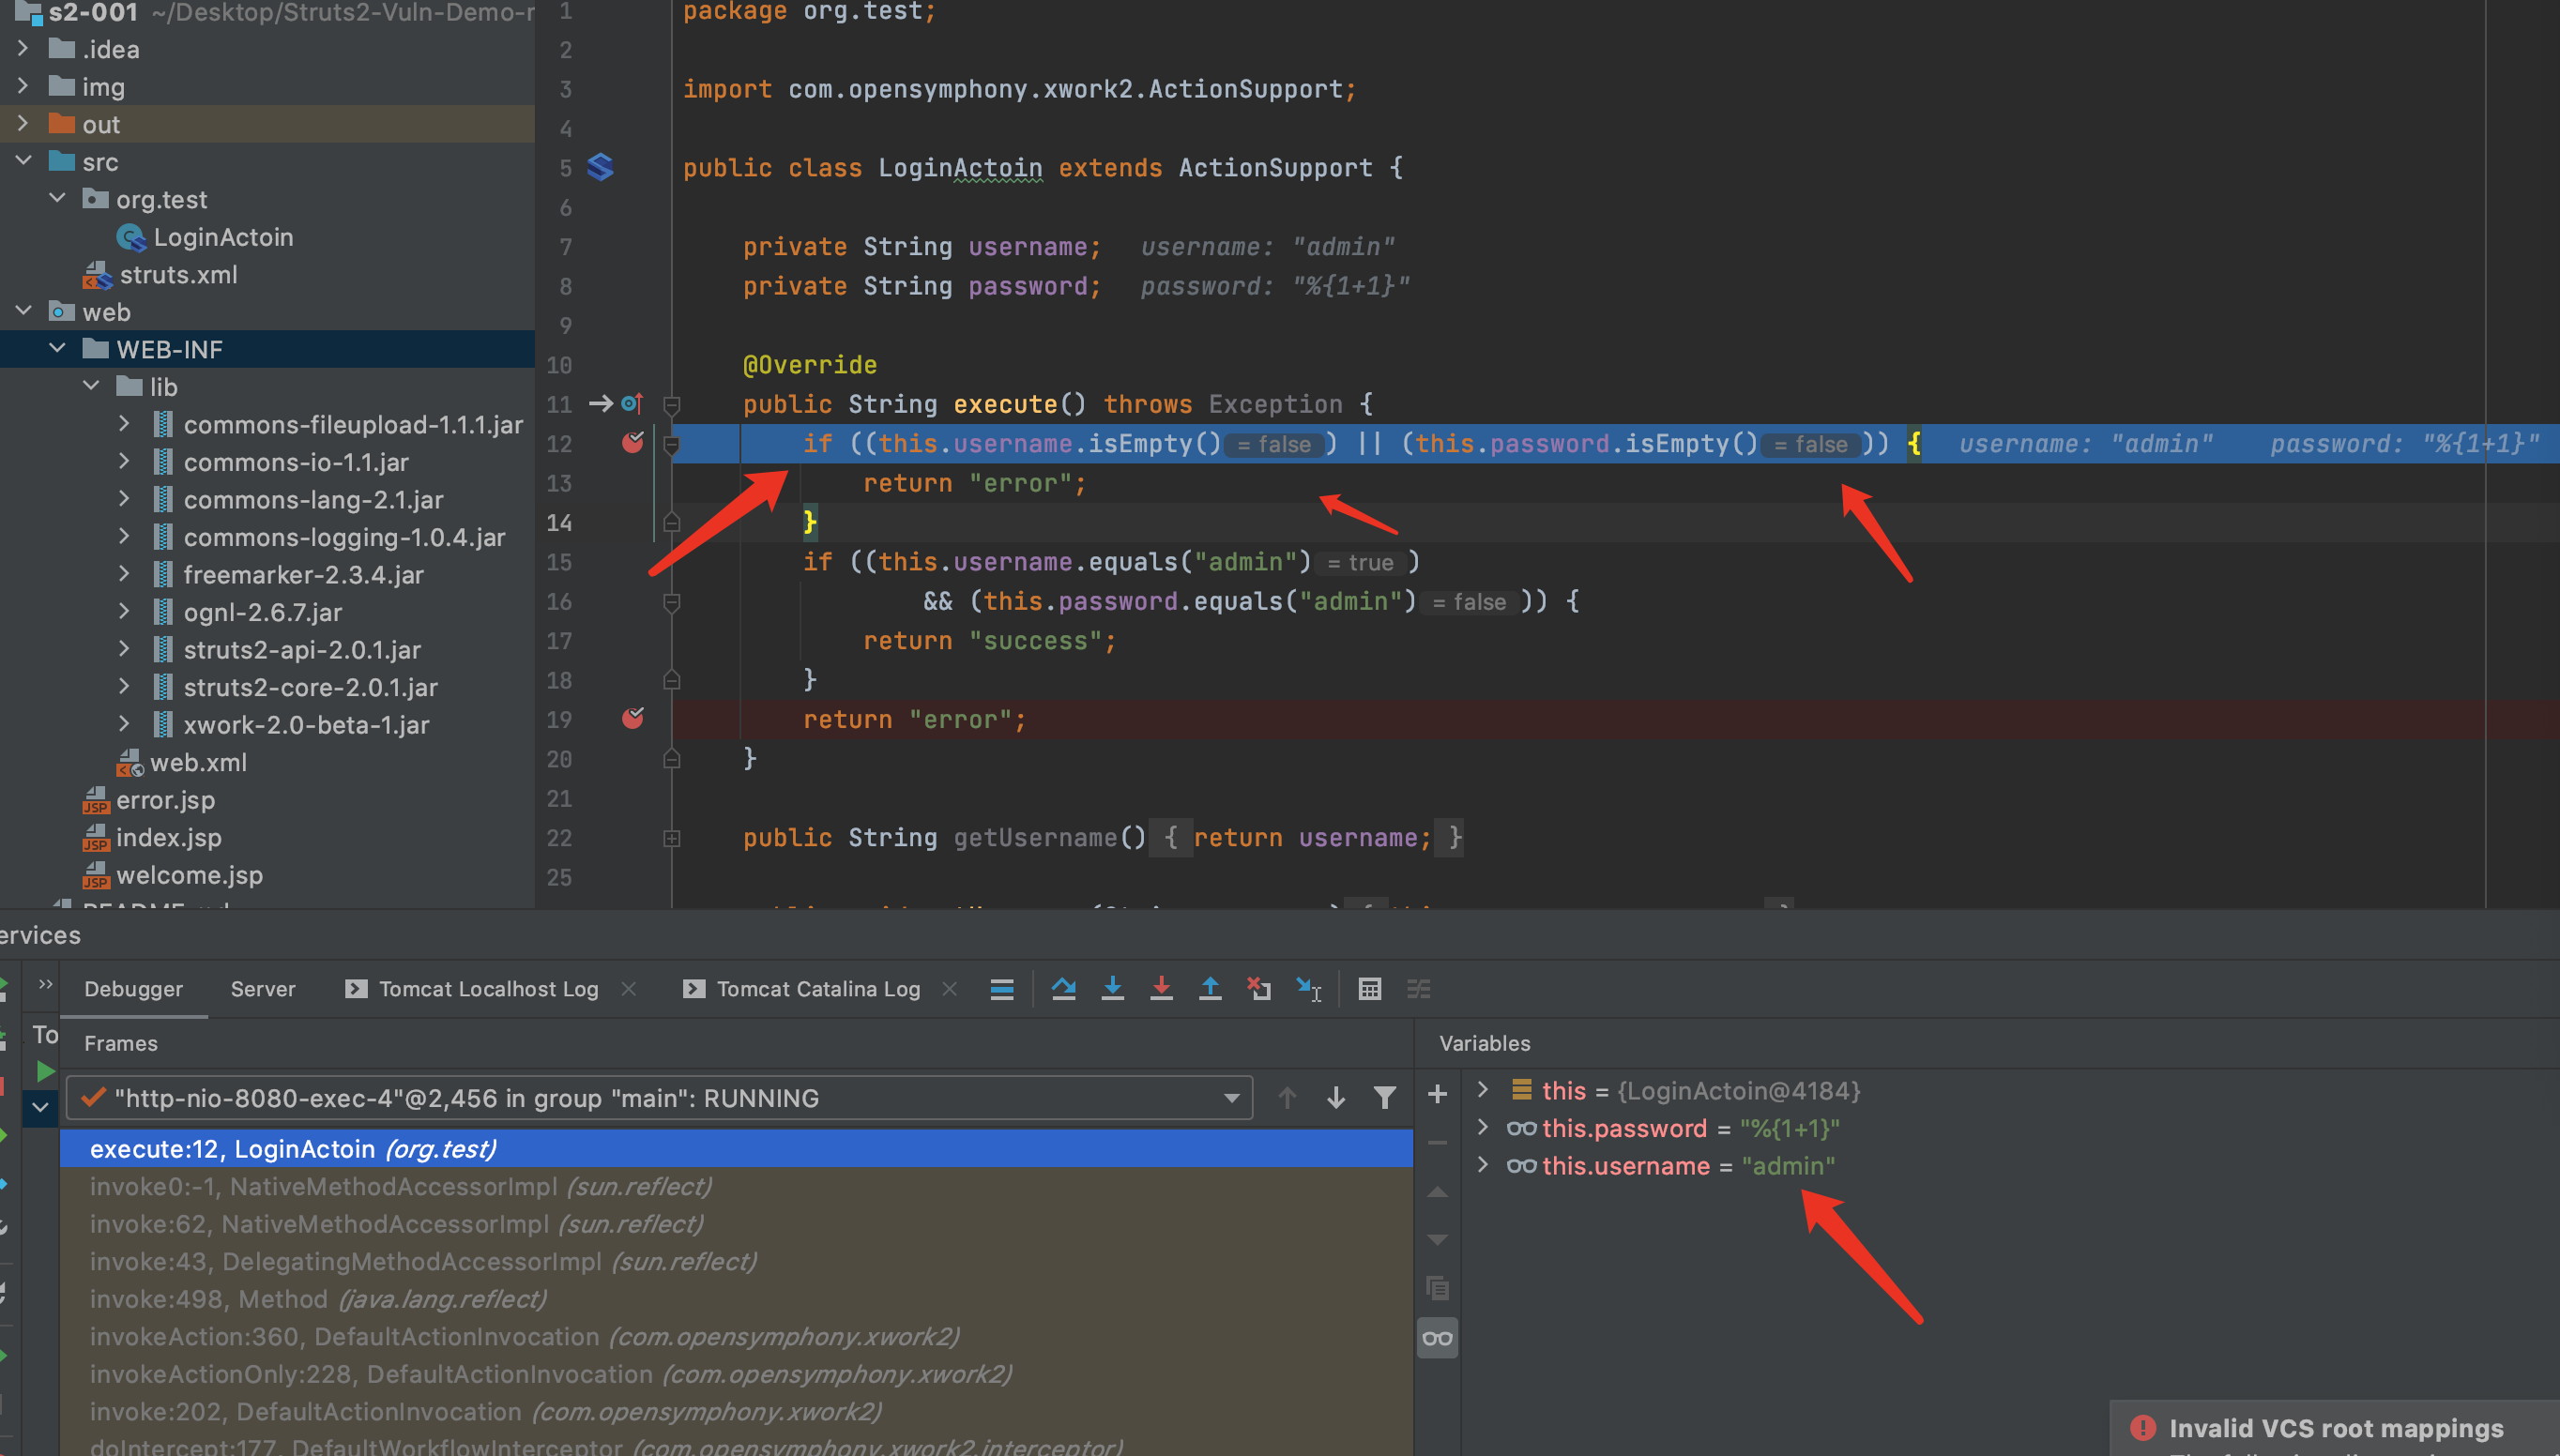 s2-001 ~/Desktop/Struts2-Vuln-Demo-r
.idea
img
out
src
org.test
LoginActoin
struts.xml
web
WEB-INF
lib
commons-fileupload-1.1.1.jar
commons-io-1.1.jar
commons-lang-2.1.jar
commons-logging-1.0.4.jar
freemarker-2.3.4.jar
ognl-2.6.7.jar
struts2-api-2.0.1.jar
struts2-core-2.0.1.jar
xwork-2.0-beta-1.jar
web.xml
error.jsp
index.jsp
welcome.jsp
1 package org.test;
2
3 import com.opensymphony.xwork2.ActionSupport;
4
5 public class LoginActoin extends ActionSupport {
6
7 private String username; username: "admin"
8 private String password; password: "%{1+1}"
9
10 @Override
11 public String execute() throws Exception {
12 if ((this.username.isEmpty() = false ) || (this.password.isEmpty() = false )) { username: "admin" password: "%{1+1}"
13 return "error";
14 }
15 if ((this.username.equals("admin") = true )
16 && (this.password.equals("admin") = false )) {
17 return "success";
18 }
19 return "error";
20 }
21
22 public String getUsername() { return username; }
25
ervices
Debugger Server Tomcat Localhost Log Tomcat Catalina Log
To
Frames
"http-nio-8080-exec-4"@2,456 in group "main": RUNNING
execute:12, LoginActoin (org.test)
invoke0:-1, NativeMethodAccessorImpl (sun.reflect)
invoke:62, NativeMethodAccessorImpl (sun.reflect)
invoke:43, DelegatingMethodAccessorImpl (sun.reflect)
invoke:498, Method (java.lang.reflect)
invokeAction:360, DefaultActionInvocation (com.opensymphony.xwork2)
invokeActionOnly:228, DefaultActionInvocation (com.opensymphony.xwork2)
invoke:202, DefaultActionInvocation (com.opensymphony.xwork2)
doIntercept:177, DefaultWorkflowInterceptor (com.opensymphony.xwork2.interceptor)
Variables
this = {LoginActoin@4184}
this.password = "%{1+1}"
this.username = "admin"
Invalid VCS root mappings